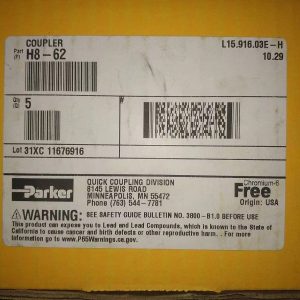 COUPLER
Part (P) H8-62
L15.916.03E-H
10.29
Qty (Q) 5
Lot 31XC 11676916
Parker
QUICK COUPLING DIVISION
8145 LEWIS ROAD
MINNEAPOLIS, MN 55472
Phone (763) 544-7781
Chromium-6
Free
Origin: USA
WARNING: SEE SAFETY GUIDE BULLETIN NO. 3800-B1.0 BEFORE USE
This product can expose you to Lead and Lead Compounds, which is known to the State of
California to cause cancer and birth defects or other reproductive harm. . For more
information: www.P65Warnings.ca.gov.